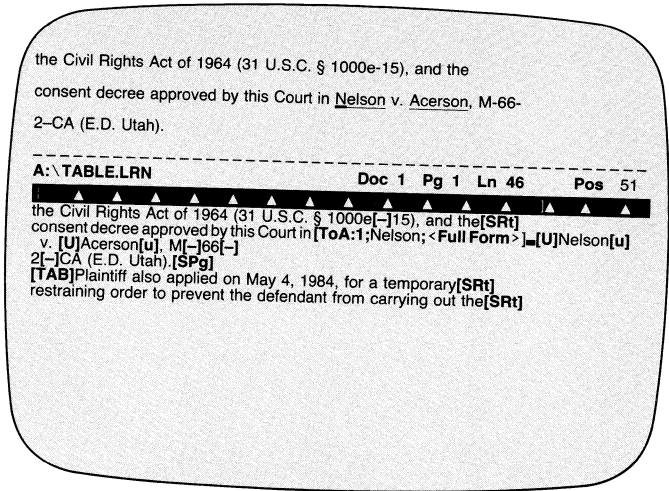 the Civil Rights Act of 1964 (31 U.S.C. § 1000e-15), and the
consent decree approved by this Court in Nelson v. Acerson, M-66-
2–CA (E.D. Utah).
A:\TABLE.LRN Doc 1 Pg 1 Ln 46 Pos 51
the Civil Rights Act of 1964 (31 U.S.C. § 1000e[–]15), and the[SRt]
consent decree approved by this Court in [ToA:1;Nelson;<Full Form>][U]Nelson[u]
v. [U]Acerson[u], M[–]66[–]
2[–]CA (E.D. Utah).[SPg]
[TAB]Plaintiff also applied on May 4, 1984, for a temporary[SRt]
restraining order to prevent the defendant from carrying out the[SRt]